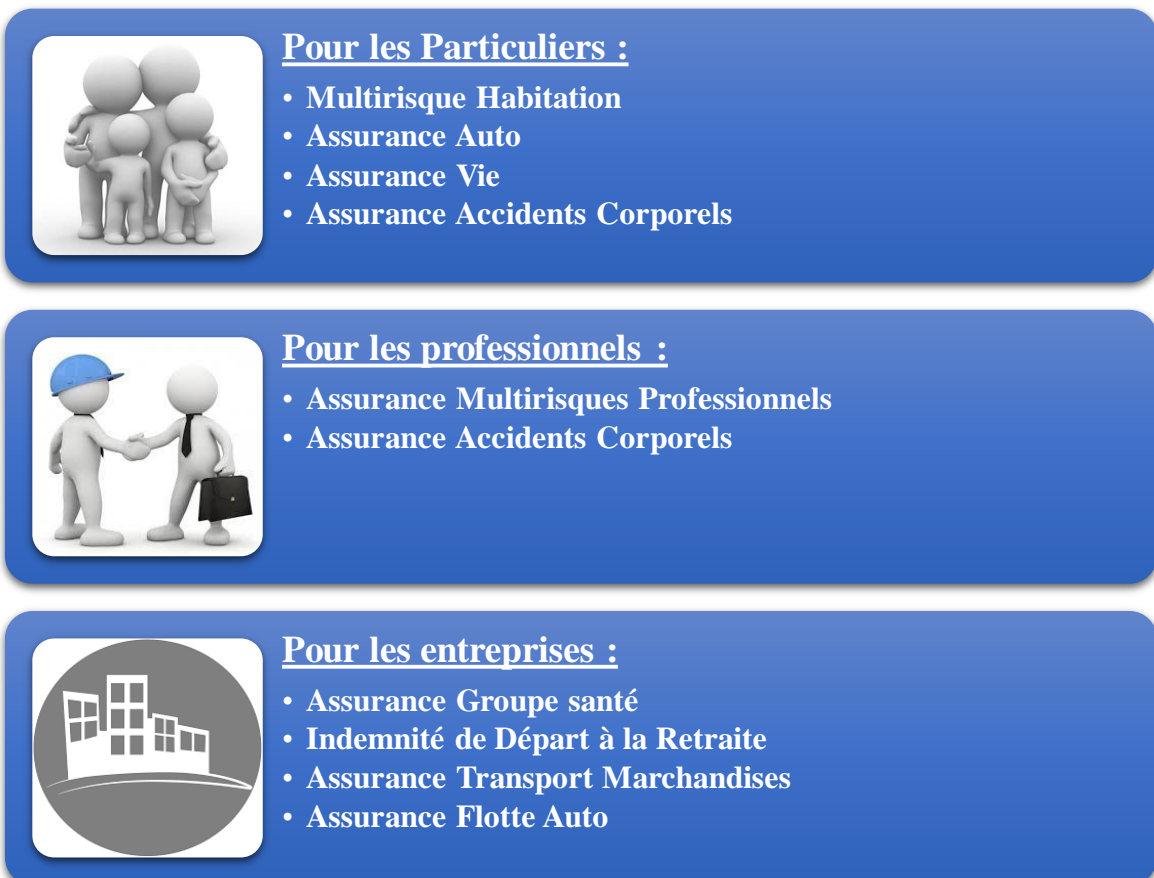 Pour les Particuliers :
• Multirisque Habitation
• Assurance Auto
• Assurance Vie
• Assurance Accidents Corporels
Pour les professionnels :
• Assurance Multirisques Professionnels
• Assurance Accidents Corporels
Pour les entreprises :
• Assurance Groupe santé
• Indemnité de Départ à la Retraite
• Assurance Transport Marchandises
• Assurance Flotte Auto